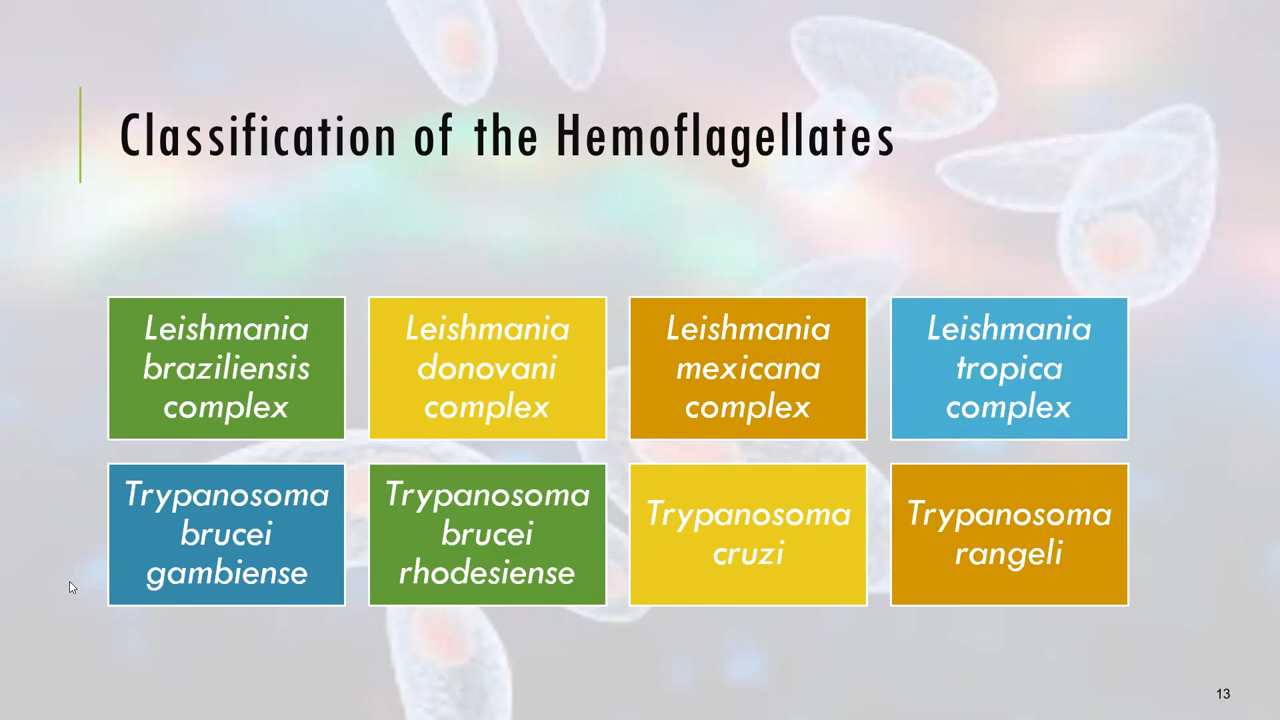 Classification of the Hemoflagellates
Leishmania
braziliensis
complex
Leishmania
donovani
complex
Leishmania
mexicana
complex
Leishmania
tropica
complex
Trypanosoma
brucei
gambiense
Trypanosoma
brucei
rhodesiense
Trypanosoma
cruzi
Trypanosoma
rangeli
13